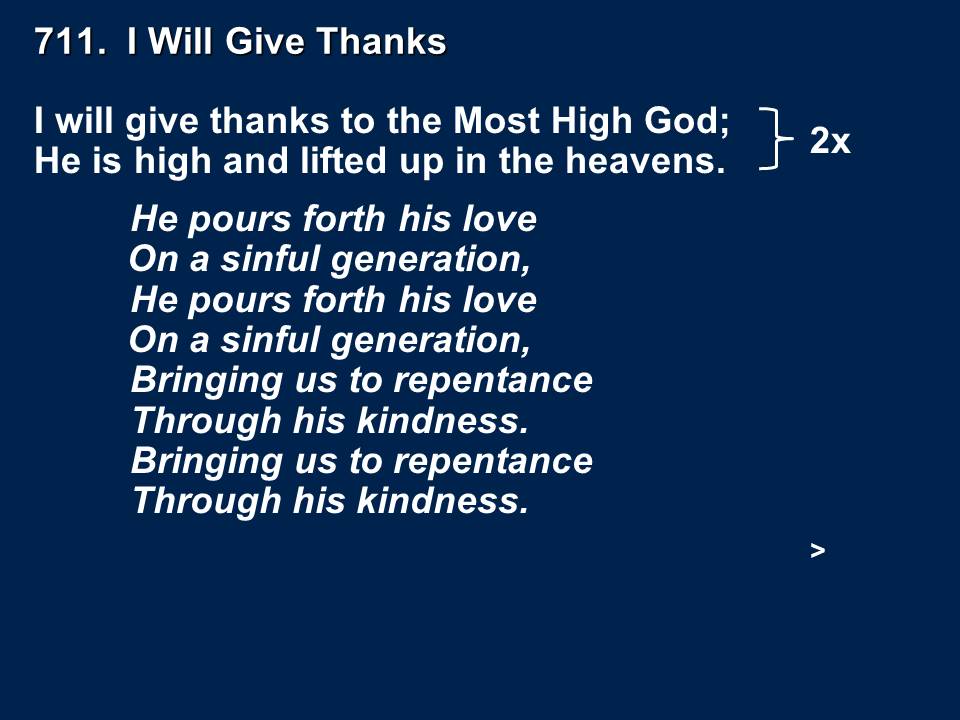 711. I Will Give Thanks
I will give thanks to the Most High God;
He is high and lifted up in the heavens.
2x
He pours forth his love
On a sinful generation,
He pours forth his love
On a sinful generation,
Bringing us to repentance
Through his kindness.
Bringing us to repentance
Through his kindness.
>